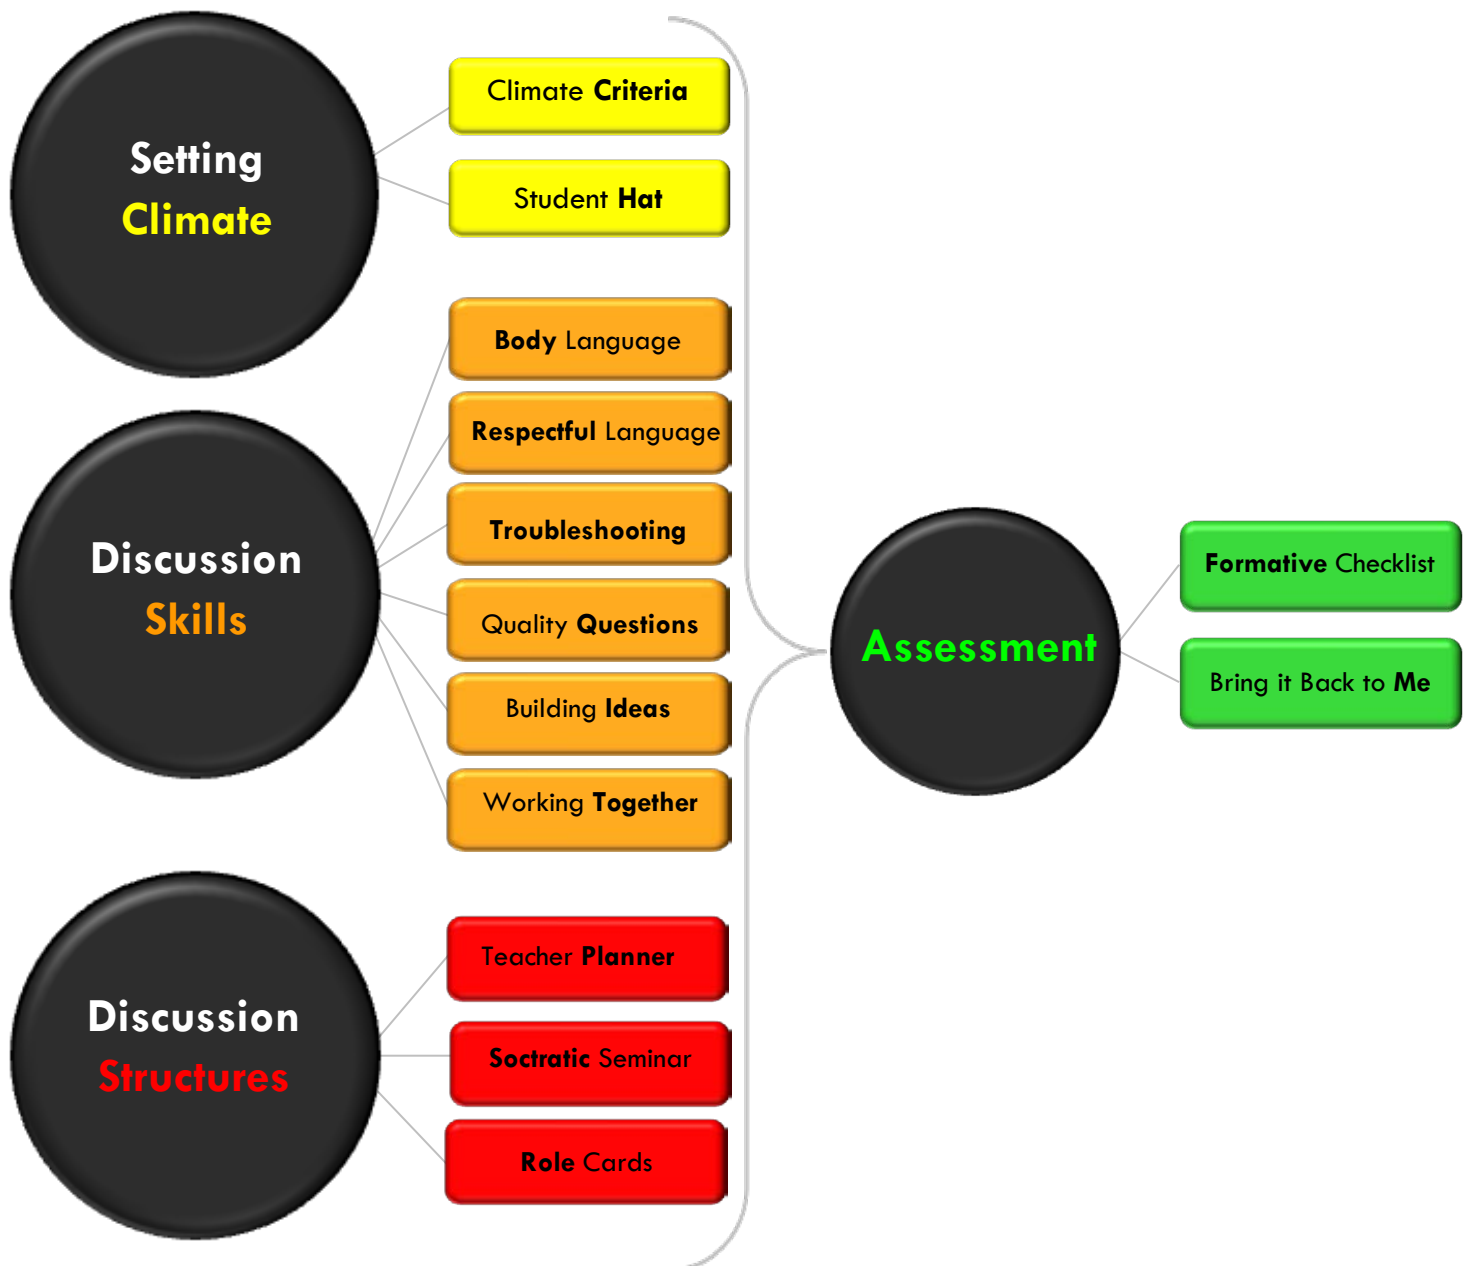 Setting
Climate
Climate Criteria
Student Hat
Discussion
Skills
Body Language
Respectful Language
Troubleshooting
Quality Questions
Building Ideas
Working Together
Discussion
Structures
Teacher Planner
Soctratic Seminar
Role Cards
Assessment
Formative Checklist
Bring it Back to Me